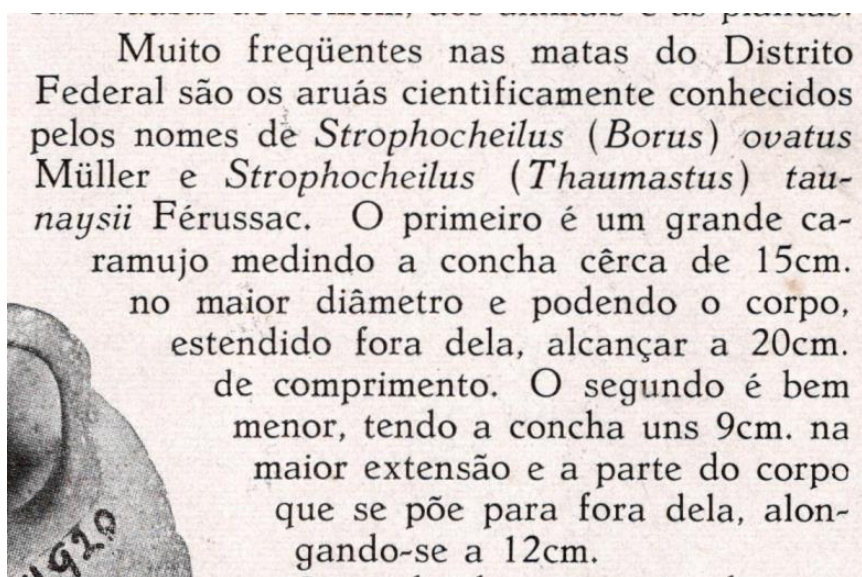 Muito freqüentes nas matas do Distrito
Federal são os aruás cientìficamente conhecidos
pelos nomes de Strophocheilus (Borus) ovatus
Müller e Strophocheilus (Thaumastus) tau-
naysii Férussac. O primeiro é um grande ca-
ramujo medindo a concha cêrca de 15cm.
no maior diâmetro e podendo o corpo,
estendido fora dela, alcançar a 20cm.
de comprimento. O segundo é bem
menor, tendo a concha uns 9cm. na
maior extensão e a parte do corpo
que se põe para fora dela, alon-
gando-se a 12cm.